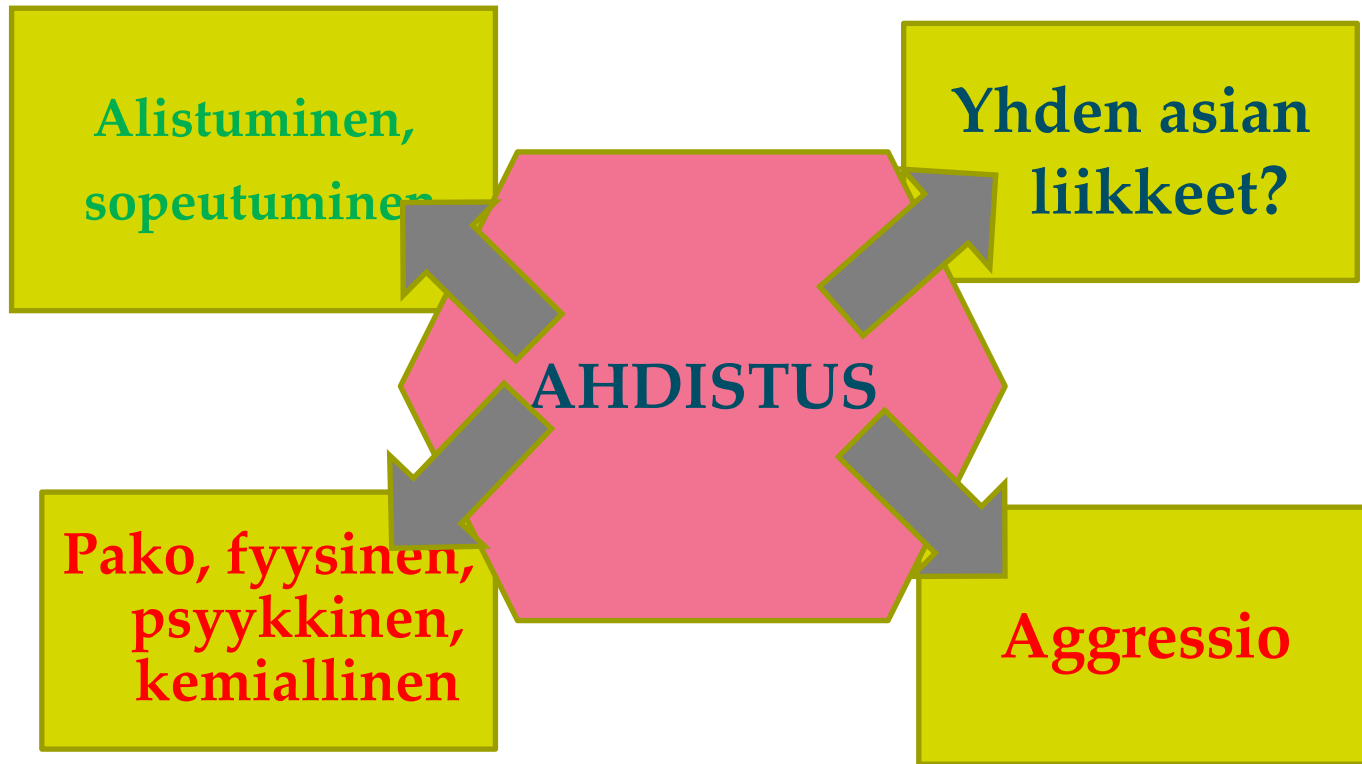 Alistuminen,
sopeutuminen
Yhden asian
liikkeet?
AHDISTUS
Pako, fyysinen,
psyykkinen,
kemiallinen
Aggressio